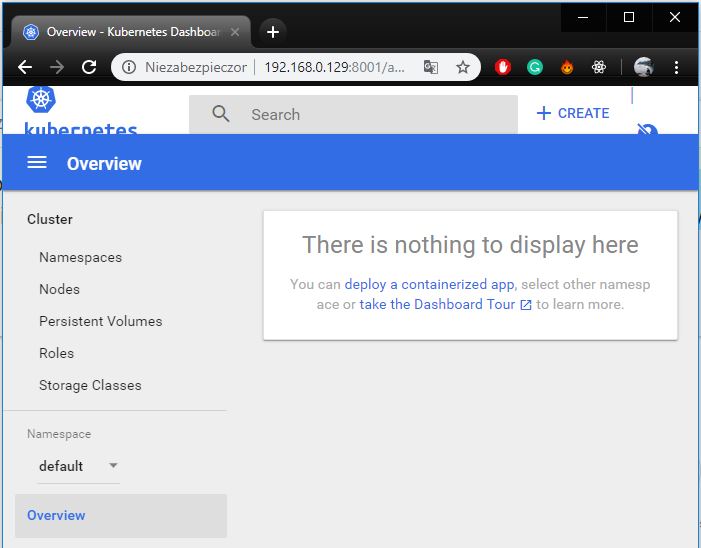 Overview - Kubernetes Dashboar
Niezabezpieczor
192.168.0.129:8001/a...
kubernetes
Search
CREATE
Overview
Cluster
Namespaces
Nodes
Persistent Volumes
Roles
Storage Classes
Namespace
default
Overview
There is nothing to display here
You can deploy a containerized app, select other namesp
ace or take the Dashboard Tour to learn more.